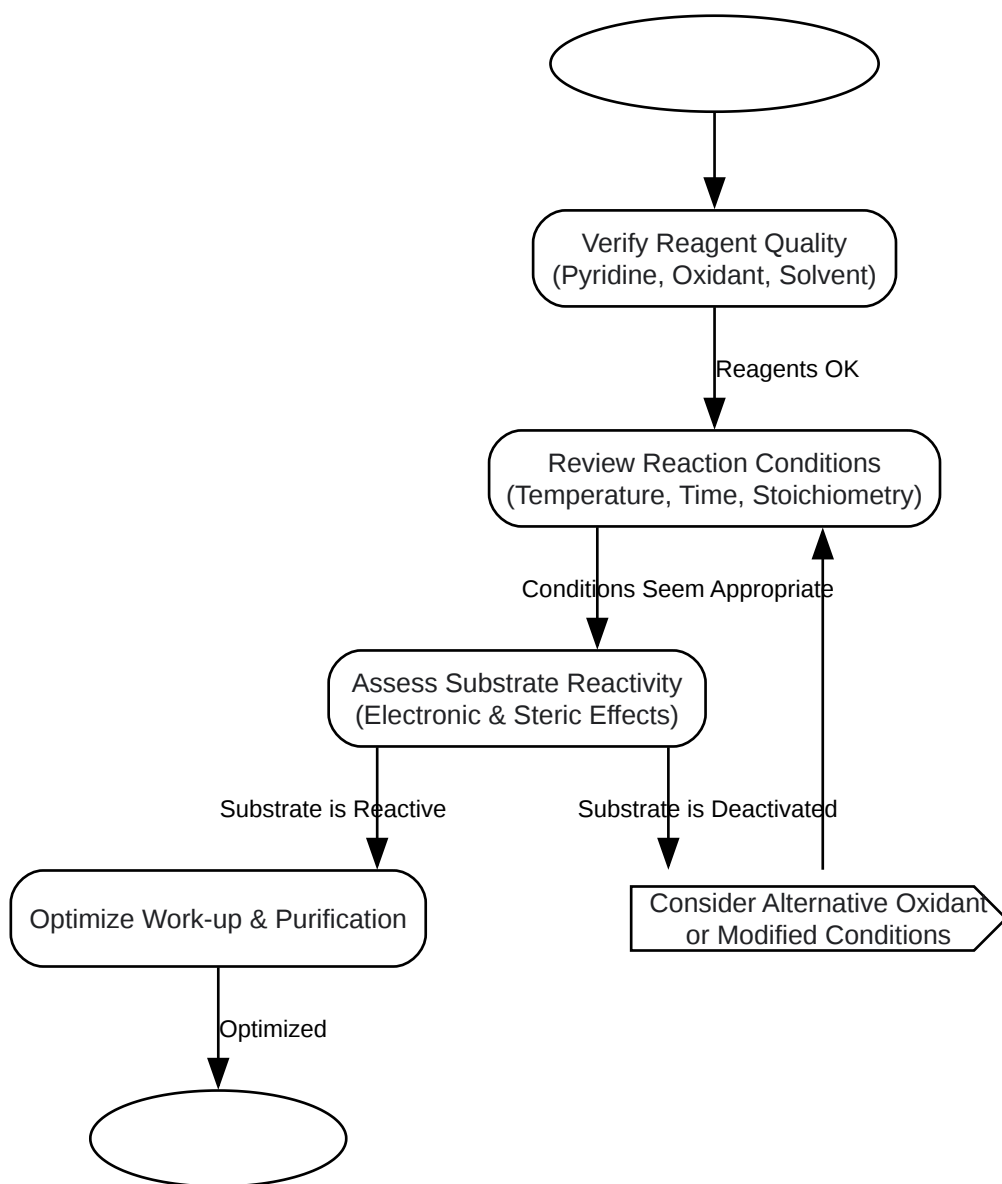 Verify Reagent Quality
(Pyridine, Oxidant, Solvent)
Reagents OK
Review Reaction Conditions
(Temperature, Time, Stoichiometry)
Conditions Seem Appropriate
Assess Substrate Reactivity
(Electronic & Steric Effects)
Substrate is Reactive
Substrate is Deactivated
Optimize Work-up & Purification
Consider Alternative Oxidant
or Modified Conditions
Optimized